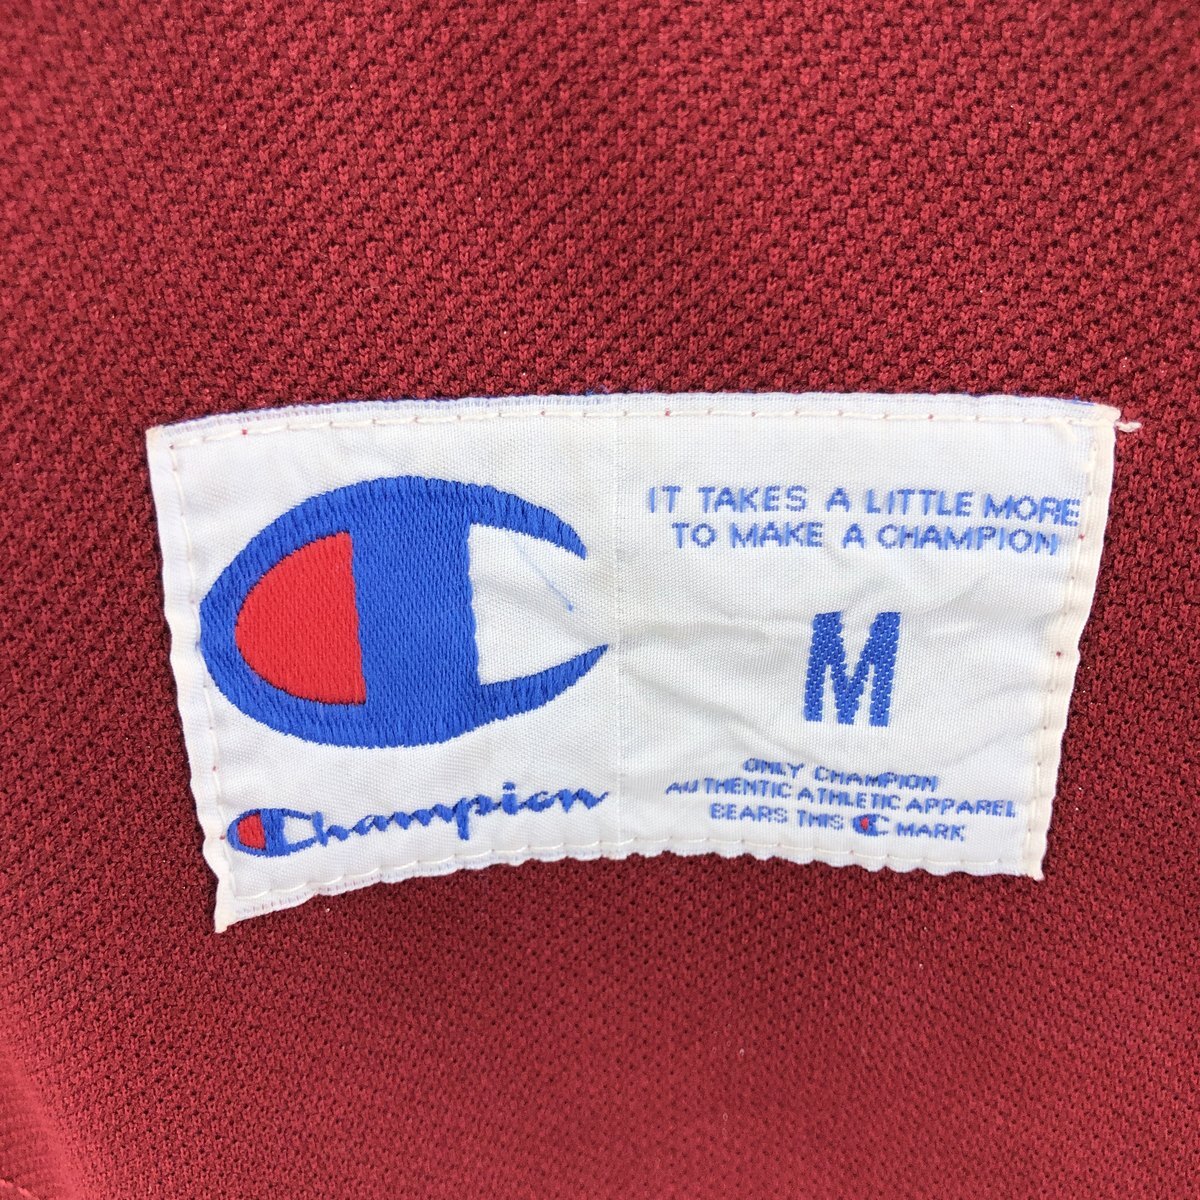 Champion
IT TAKES A LITTLE MORE
TO MAKE A CHAMPION
M
ONLY CHAMPION
AUTHENTIC ATHLETIC APPAREL
BEARS THIS C MARK